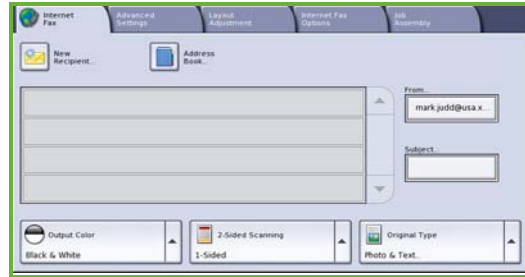 Internet
Fax
Advanced
Settings
Layout
Adjustment
Internet Fax
Options
Job
Assembly
New
Recipient...
Address
Book...
From...
mark.judd@usa.x...
Subject...
Output Color
Black & White
2-Sided Scanning
1-Sided
Original Type
Photo & Text...